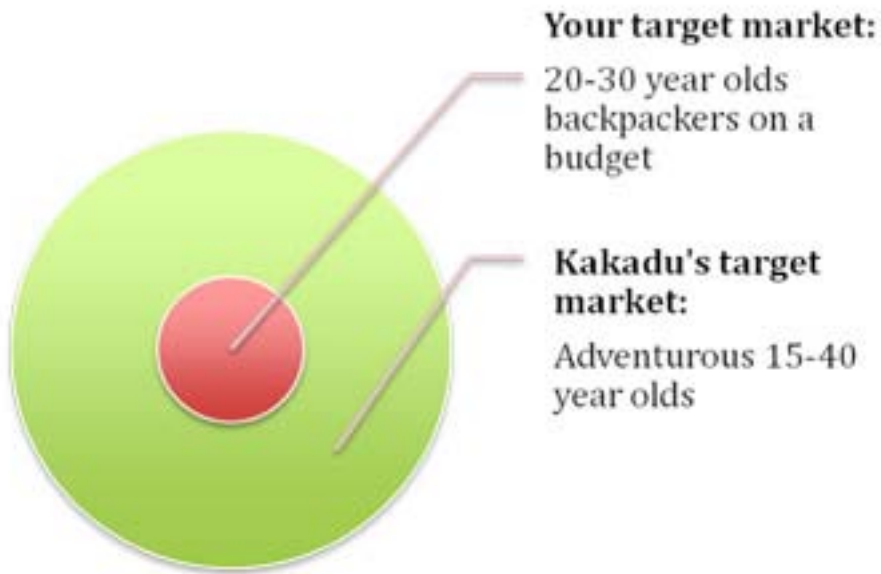 Your target market:
20-30 year olds
backpackers on a
budget
Kakadu's target
market:
Adventurous 15-40
year olds